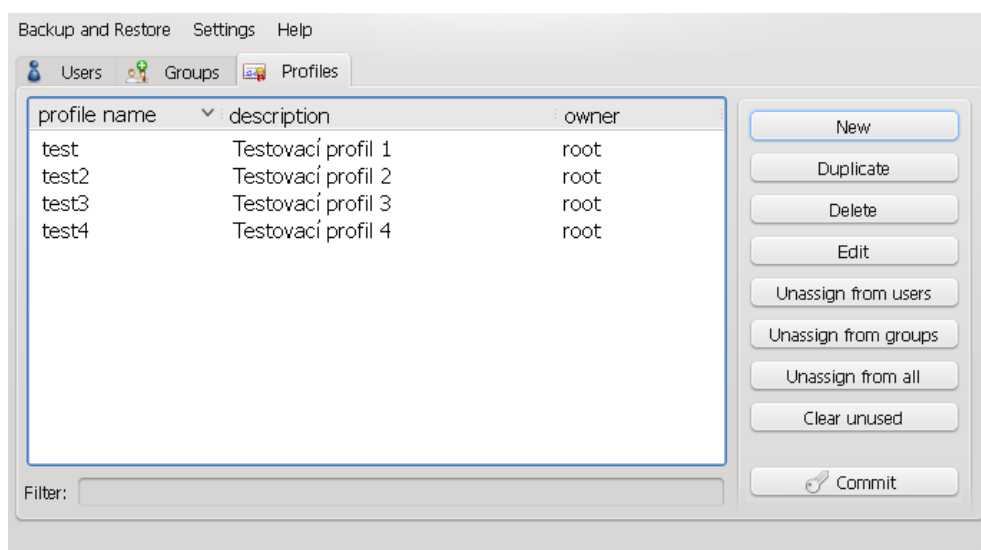 Backup and Restore Settings Help
Users Groups Profiles
profile name description owner
test Testovací profil 1 root
test2 Testovací profil 2 root
test3 Testovací profil 3 root
test4 Testovací profil 4 root
New
Duplicate
Delete
Edit
Unassign from users
Unassign from groups
Unassign from all
Clear unused
Filter:
Commit